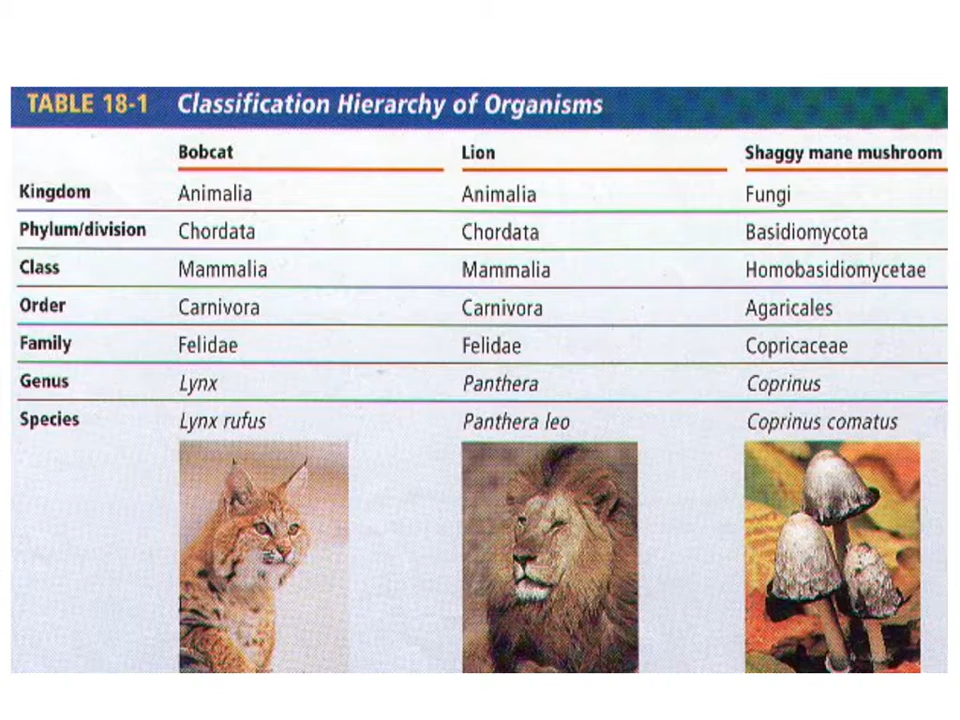 TABLE 18-1 Classification Hierarchy of Organisms
Bobcat Lion Shaggy mane mushroom
Kingdom Animalia Animalia Fungi
Phylum/division Chordata Chordata Basidiomycota
Class Mammalia Mammalia Homobasidiomycetae
Order Carnivora Carnivora Agaricales
Family Felidae Felidae Copricaceae
Genus Lynx Panthera Coprinus
Species Lynx rufus Panthera leo Coprinus comatus